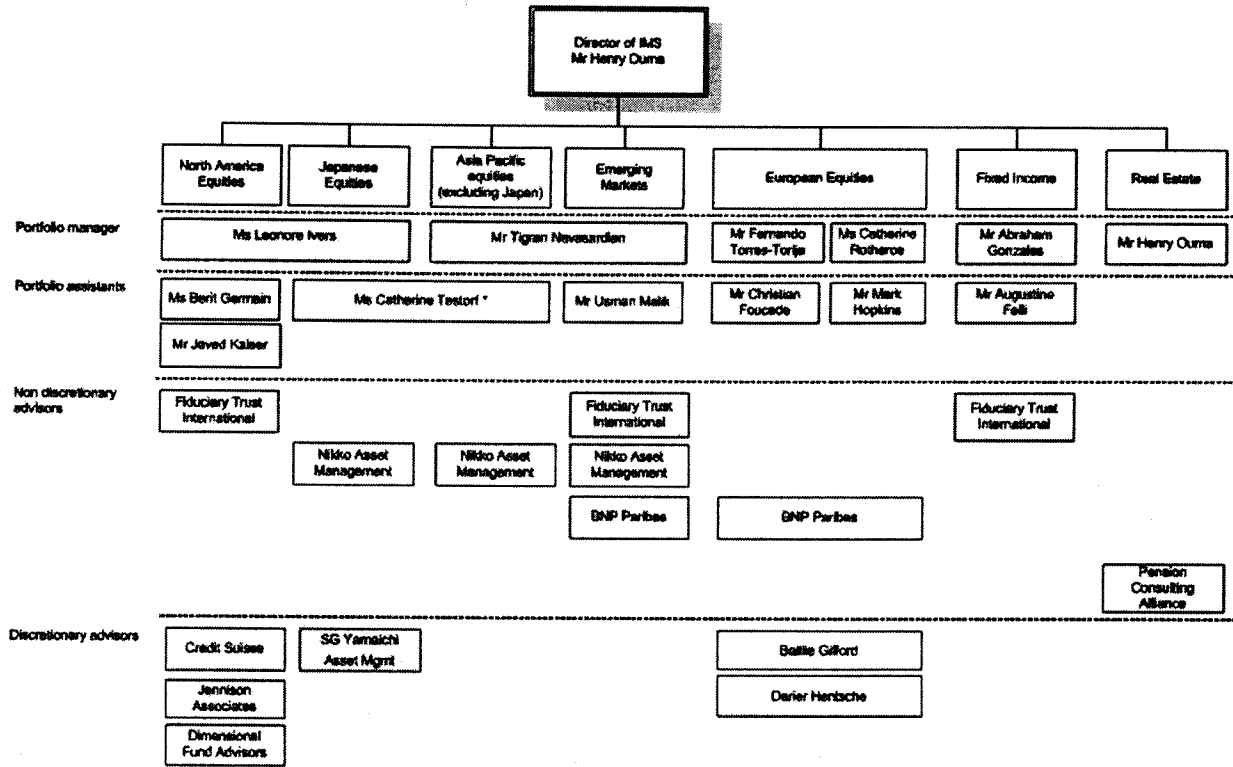 Director of IMS
Mr Henry Ouma
North America
Equities
Japanese
Equities
Asia Pacific
equities
(excluding Japan)
Emerging
Markets
European Equities
Fixed Income
Real Estate
Portfolio manager
Ms Leonore Ivers
Mr Tigran Nevasardian
Mr Fernando
Torres-Torija
Ms Catherine
Rotheroe
Mr Abraham
Gonzales
Mr Henry Ouma
Portfolio assistants
Ms Berit Germain
Ms Catherine Testorf *
Mr Usman Malik
Mr Christian
Foucade
Mr Mark
Hopkins
Mr Augustine
Felli
Mr Javed Kaiser
Non discretionary
advisors
Fiduciary Trust
International
Fiduciary Trust
International
Fiduciary Trust
International
Nikko Asset
Management
Nikko Asset
Management
Nikko Asset
Management
BNP Paribas
BNP Paribas
Pension
Consulting
Alliance
Discretionary advisors
Credit Suisse
SG Yamaichi
Asset Mgmt
Baillie Gifford
Jennison
Associates
Darier Hentsche
Dimensional
Fund Advisors